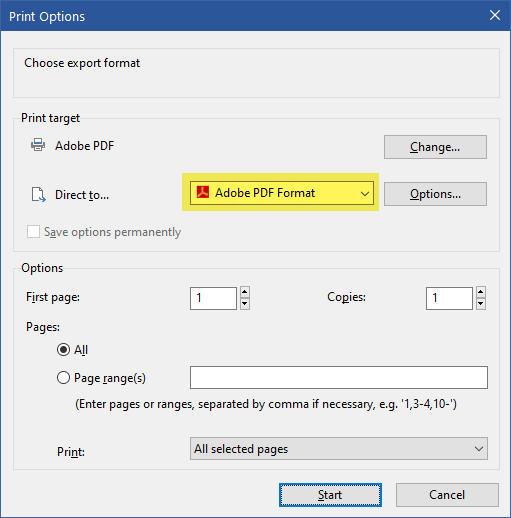 Print Options
Choose export format
Print target
Adobe PDF
Change...
Direct to...
Adobe PDF Format
Options...
Save options permanently
Options
First page:
1
Copies:
1
Pages:
All
Page range(s)
(Enter pages or ranges, separated by comma if necessary, e.g. '1,3-4,10-')
Print:
All selected pages
Start
Cancel